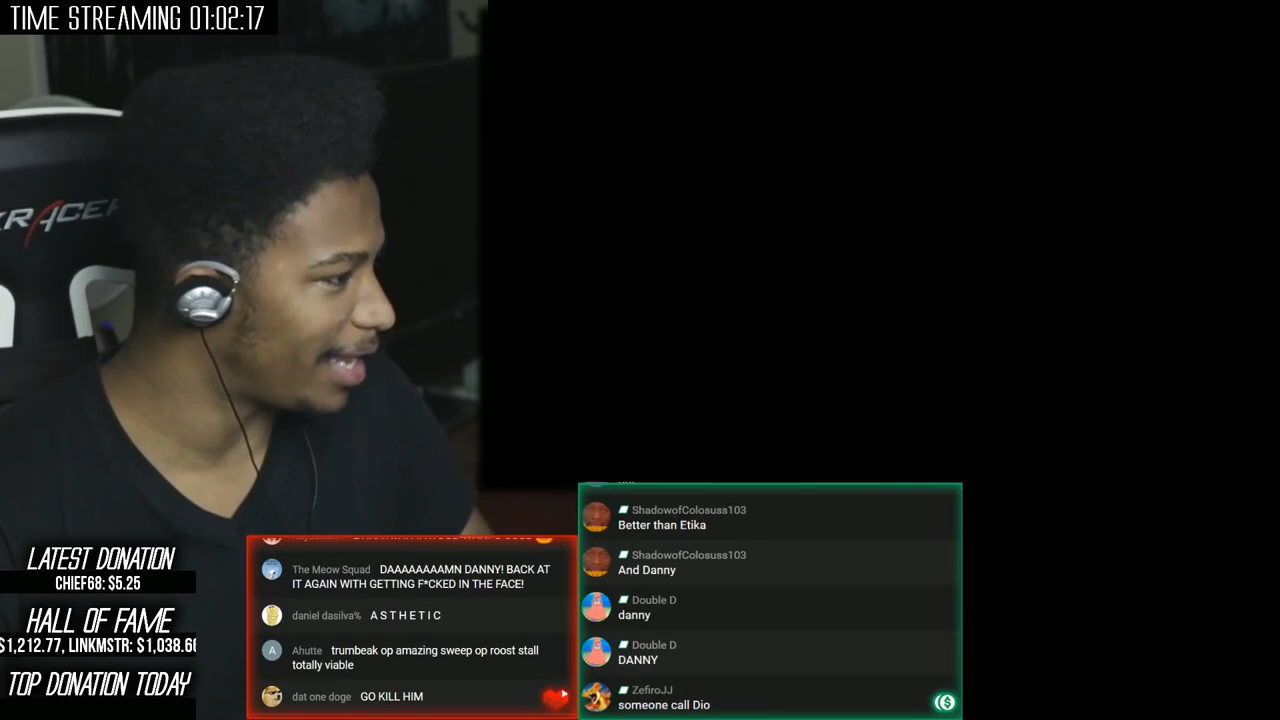 TIME STREAMING 01:02:17
RACER
LATEST DONATION
CHIEF68: $5.25
HALL OF FAME
$1,212.77, LINKMSTR: $1,038.6
TOP DONATION TODAY
The Meow Squad DAAAAAAAAMN DANNY! BACK AT
IT AGAIN WITH GETTING F*CKED IN THE FACE!
daniel dasilva% A S T H E T I C
Ahutte trumbeak op amazing sweep op roost stall
totally viable
dat one doge GO KILL HIM
ShadowofColosuss103
Better than Etika
ShadowofColosuss103
And Danny
Double D
danny
Double D
DANNY
ZefiroJJ
someone call Dio